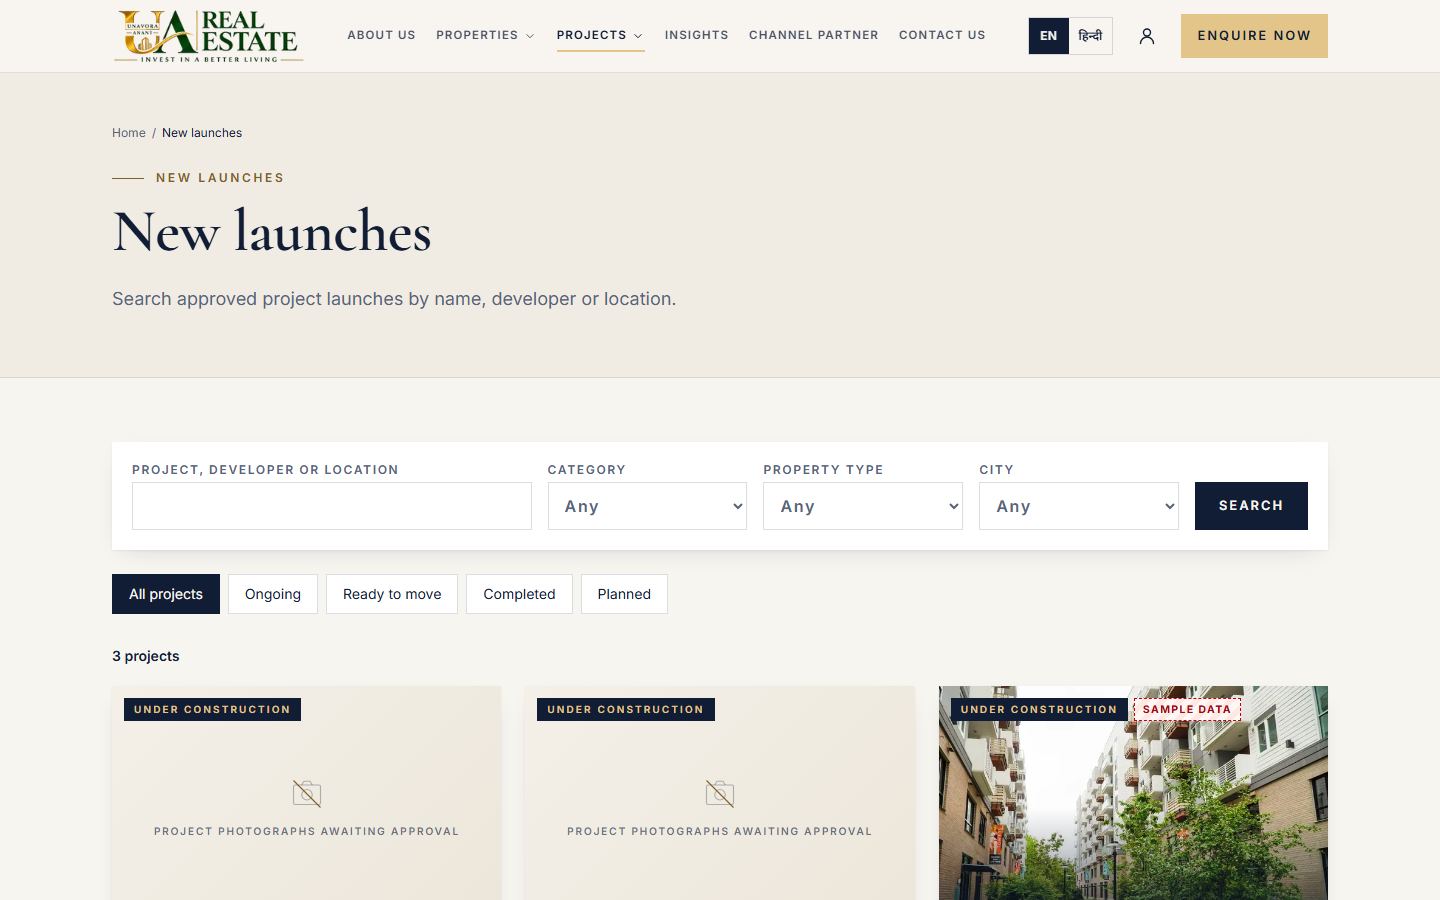 UNAVORA
ANANT
UA REAL ESTATE
INVEST IN A BETTER LIVING
ABOUT US
PROPERTIES
PROJECTS
INSIGHTS
CHANNEL PARTNER
CONTACT US
EN
हिन्दी
ENQUIRE NOW
Home / New launches
NEW LAUNCHES
New launches
Search approved project launches by name, developer or location.
PROJECT, DEVELOPER OR LOCATION
CATEGORY
PROPERTY TYPE
CITY
Any
Any
Any
SEARCH
All projects
Ongoing
Ready to move
Completed
Planned
3 projects
UNDER CONSTRUCTION
UNDER CONSTRUCTION
UNDER CONSTRUCTION
SAMPLE DATA
PROJECT PHOTOGRAPHS AWAITING APPROVAL
PROJECT PHOTOGRAPHS AWAITING APPROVAL